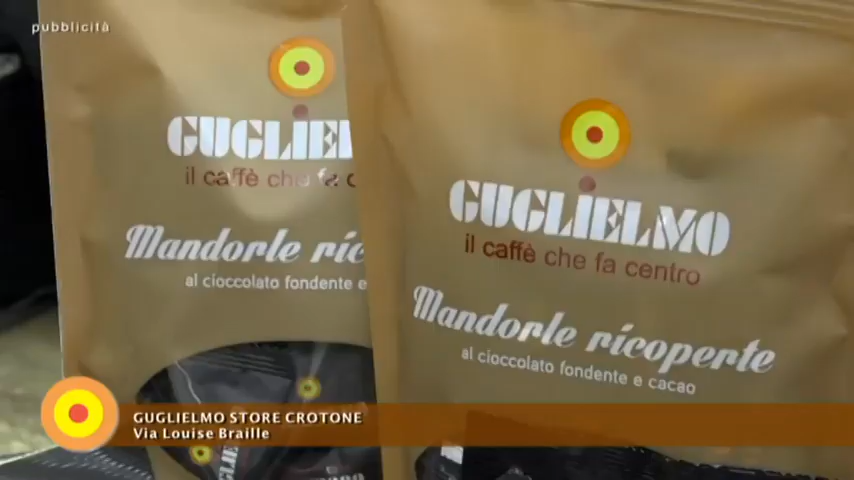 pubblicità
GUGLIEL
il caffè che fa c
Mandorle ric
al cioccolato fondente e
GUGLIELMO
il caffè che fa centro
Mandorle ricoperte
al cioccolato fondente e cacao
GUGLIELMO STORE CROTONE
Via Louise Braille